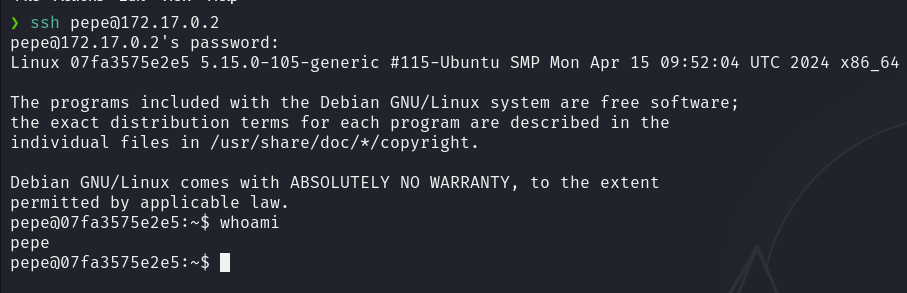 ❯ ssh pepe@172.17.0.2
pepe@172.17.0.2's password:
Linux 07fa3575e2e5 5.15.0-105-generic #115-Ubuntu SMP Mon Apr 15 09:52:04 UTC 2024 x86_64
The programs included with the Debian GNU/Linux system are free software;
the exact distribution terms for each program are described in the
individual files in /usr/share/doc/*/copyright.
Debian GNU/Linux comes with ABSOLUTELY NO WARRANTY, to the extent
permitted by applicable law.
pepe@07fa3575e2e5:~$ whoami
pepe
pepe@07fa3575e2e5:~$